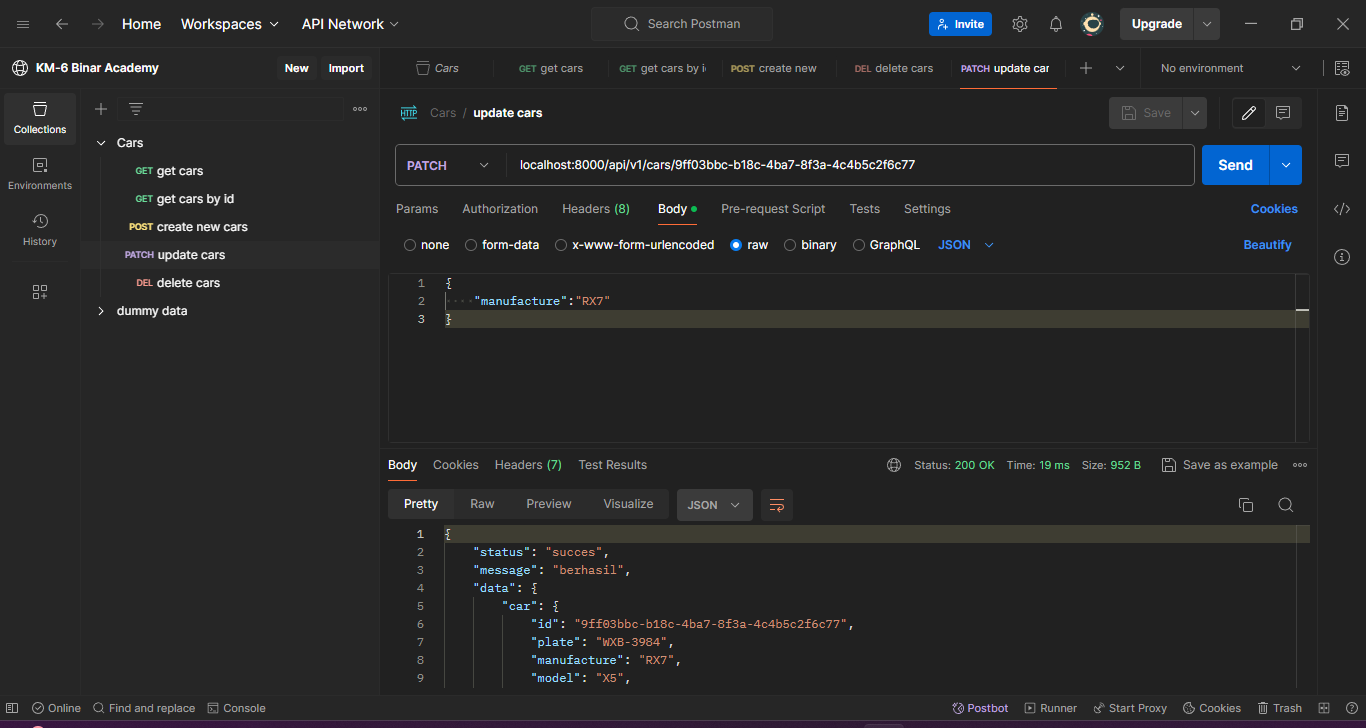 Home Workspaces API Network Search Postman Invite Upgrade
KM-6 Binar Academy New Import Cars GET get cars GET get cars by i POST create new DEL delete cars PATCH update car No environment
Collections
Environments
History
Cars
GET get cars
GET get cars by id
POST create new cars
PATCH update cars
DEL delete cars
dummy data
HTTP Cars / update cars Save
PATCH localhost:8000/api/v1/cars/9ff03bbc-b18c-4ba7-8f3a-4c4b5c2f6c77 Send
Params Authorization Headers (8) Body Pre-request Script Tests Settings Cookies
none form-data x-www-form-urlencoded raw binary GraphQL JSON Beautify
1 {
2 ····"manufacture":"RX7"
3 }
Body Cookies Headers (7) Test Results Status: 200 OK Time: 19 ms Size: 952 B Save as example
Pretty Raw Preview Visualize JSON
1 {
2 "status": "succes",
3 "message": "berhasil",
4 "data": {
5 "car": {
6 "id": "9ff03bbc-b18c-4ba7-8f3a-4c4b5c2f6c77",
7 "plate": "WXB-3984",
8 "manufacture": "RX7",
9 "model": "X5",
Online Find and replace Console Postbot Runner Start Proxy Cookies Trash